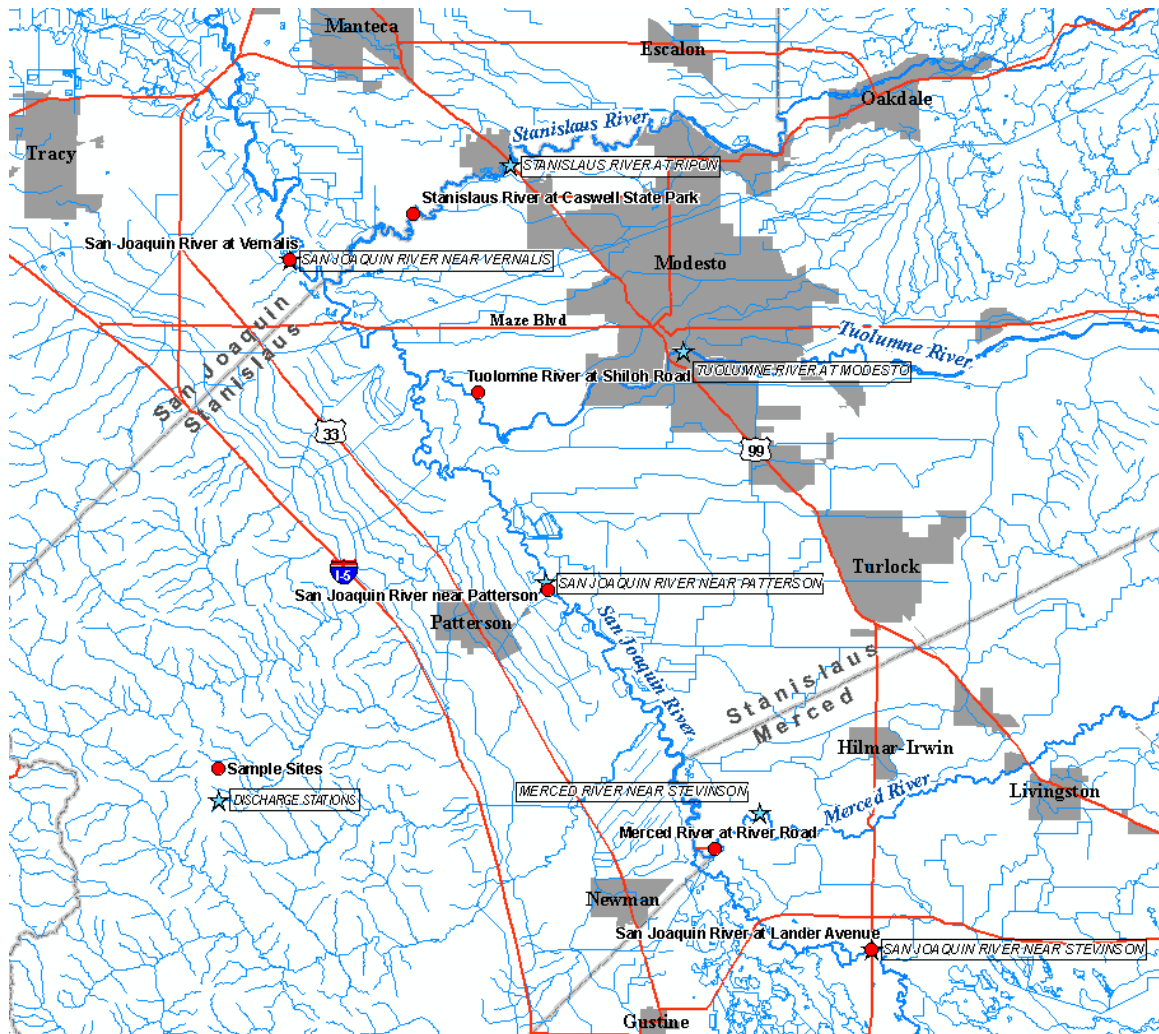 Manteca
Escalon
Oakdale
Stanislaus River
Tracy
STANISLAUS RIVER AT RIPON
Stanislaus River at Caswell State Park
San Joaquin River at Vernalis
SAN JOAQUIN RIVER NEAR VERNALIS
Modesto
San Joaquin
Stanislaus
Maze Blvd
Tuolumne River
Tuolomne River at Shiloh Road
TUOLUMNE RIVER AT MODESTO
33
99
I-5
Turlock
SAN JOAQUIN RIVER NEAR PATTERSON
San Joaquin River near Patterson
Patterson
San Joaquin River
Stanislaus
Merced
Hilmar-Irwin
Sample Sites
DISCHARGE STATIONS
MERCED RIVER NEAR STEVINSON
Merced River
Livingston
Merced River at River Road
Newman
San Joaquin River at Lander Avenue
SAN JOAQUIN RIVER NEAR STEVINSON
Gustine